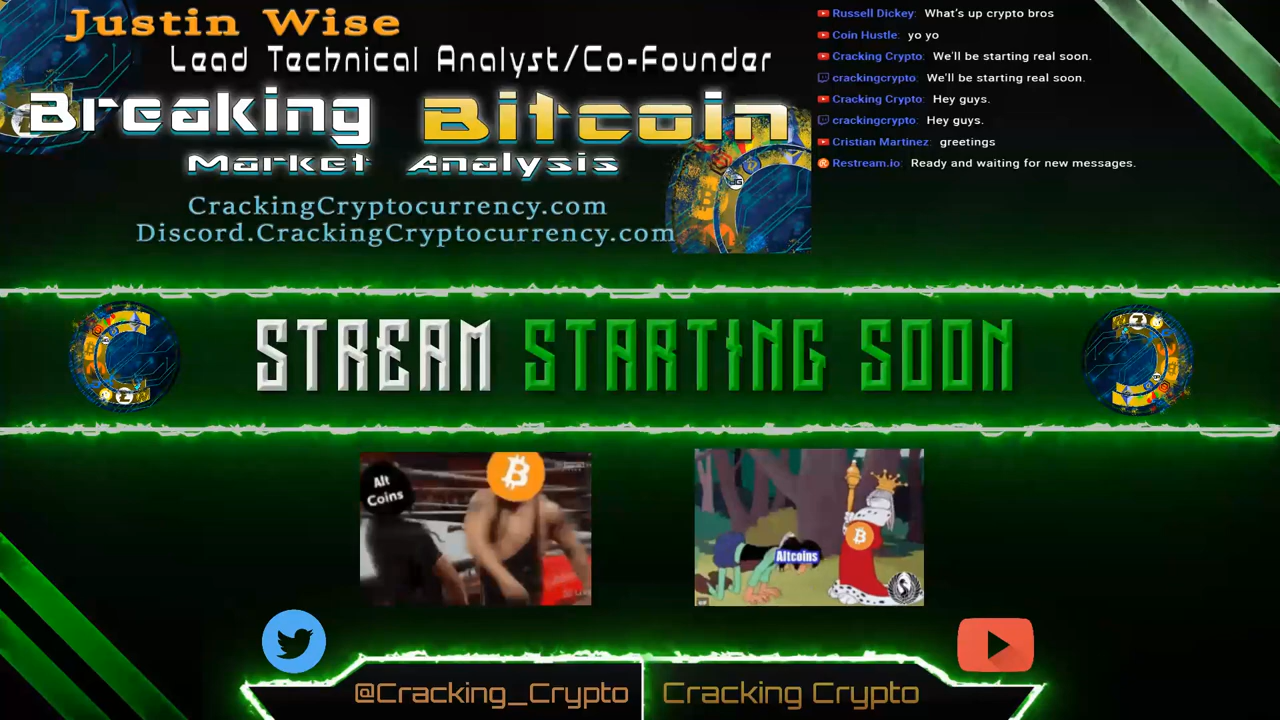 Justin Wise
Lead Technical Analyst/Co-Founder
Breaking Bitcoin
Market Analysis
CrackingCryptocurrency.com
Discord.CrackingCryptocurrency.com
Russell Dickey: What's up crypto bros
Coin Hustle: yo yo
Cracking Crypto: We'll be starting real soon.
crackingcrypto: We'll be starting real soon.
Cracking Crypto: Hey guys.
crackingcrypto: Hey guys.
Cristian Martinez: greetings
Restream.io: Ready and waiting for new messages.
STREAM STARTING SOON
Alt
Coins
Altcoins
@Cracking_Crypto
Cracking Crypto